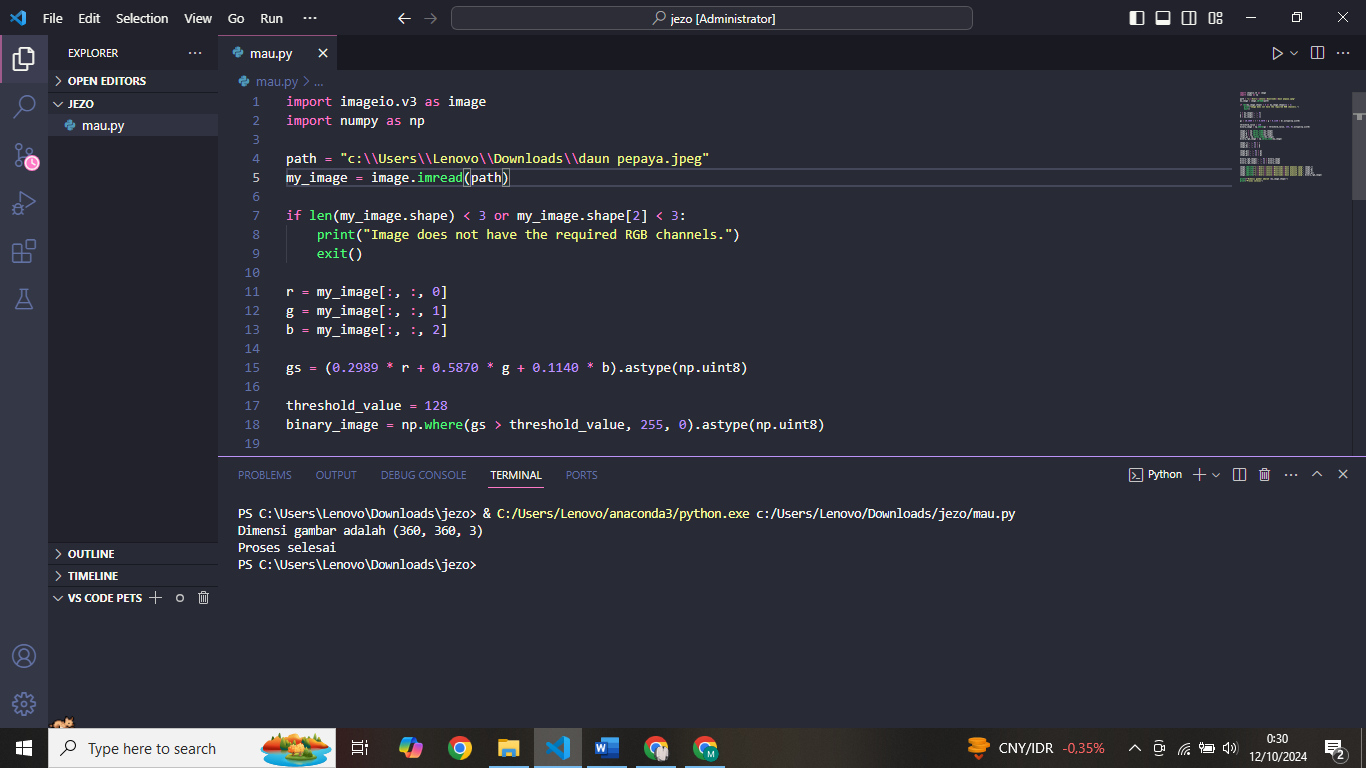 File Edit Selection View Go Run ··· jezo [Administrator]
EXPLORER ···
OPEN EDITORS
JEZO
mau.py
OUTLINE
TIMELINE
VS CODE PETS
mau.py
mau.py > ...
1 import imageio.v3 as image
2 import numpy as np
3
4 path = "c:\\Users\\Lenovo\\Downloads\\daun pepaya.jpeg"
5 my_image = image.imread(path)
6
7 if len(my_image.shape) < 3 or my_image.shape[2] < 3:
8 print("Image does not have the required RGB channels.")
9 exit()
10
11 r = my_image[:, :, 0]
12 g = my_image[:, :, 1]
13 b = my_image[:, :, 2]
14
15 gs = (0.2989 * r + 0.5870 * g + 0.1140 * b).astype(np.uint8)
16
17 threshold_value = 128
18 binary_image = np.where(gs > threshold_value, 255, 0).astype(np.uint8)
19
PROBLEMS OUTPUT DEBUG CONSOLE TERMINAL PORTS Python
PS C:\Users\Lenovo\Downloads\jezo> & C:/Users/Lenovo/anaconda3/python.exe c:/Users/Lenovo/Downloads/jezo/mau.py
Dimensi gambar adalah (360, 360, 3)
Proses selesai
PS C:\Users\Lenovo\Downloads\jezo>
Type here to search
CNY/IDR -0,35%
0:30
12/10/2024
2